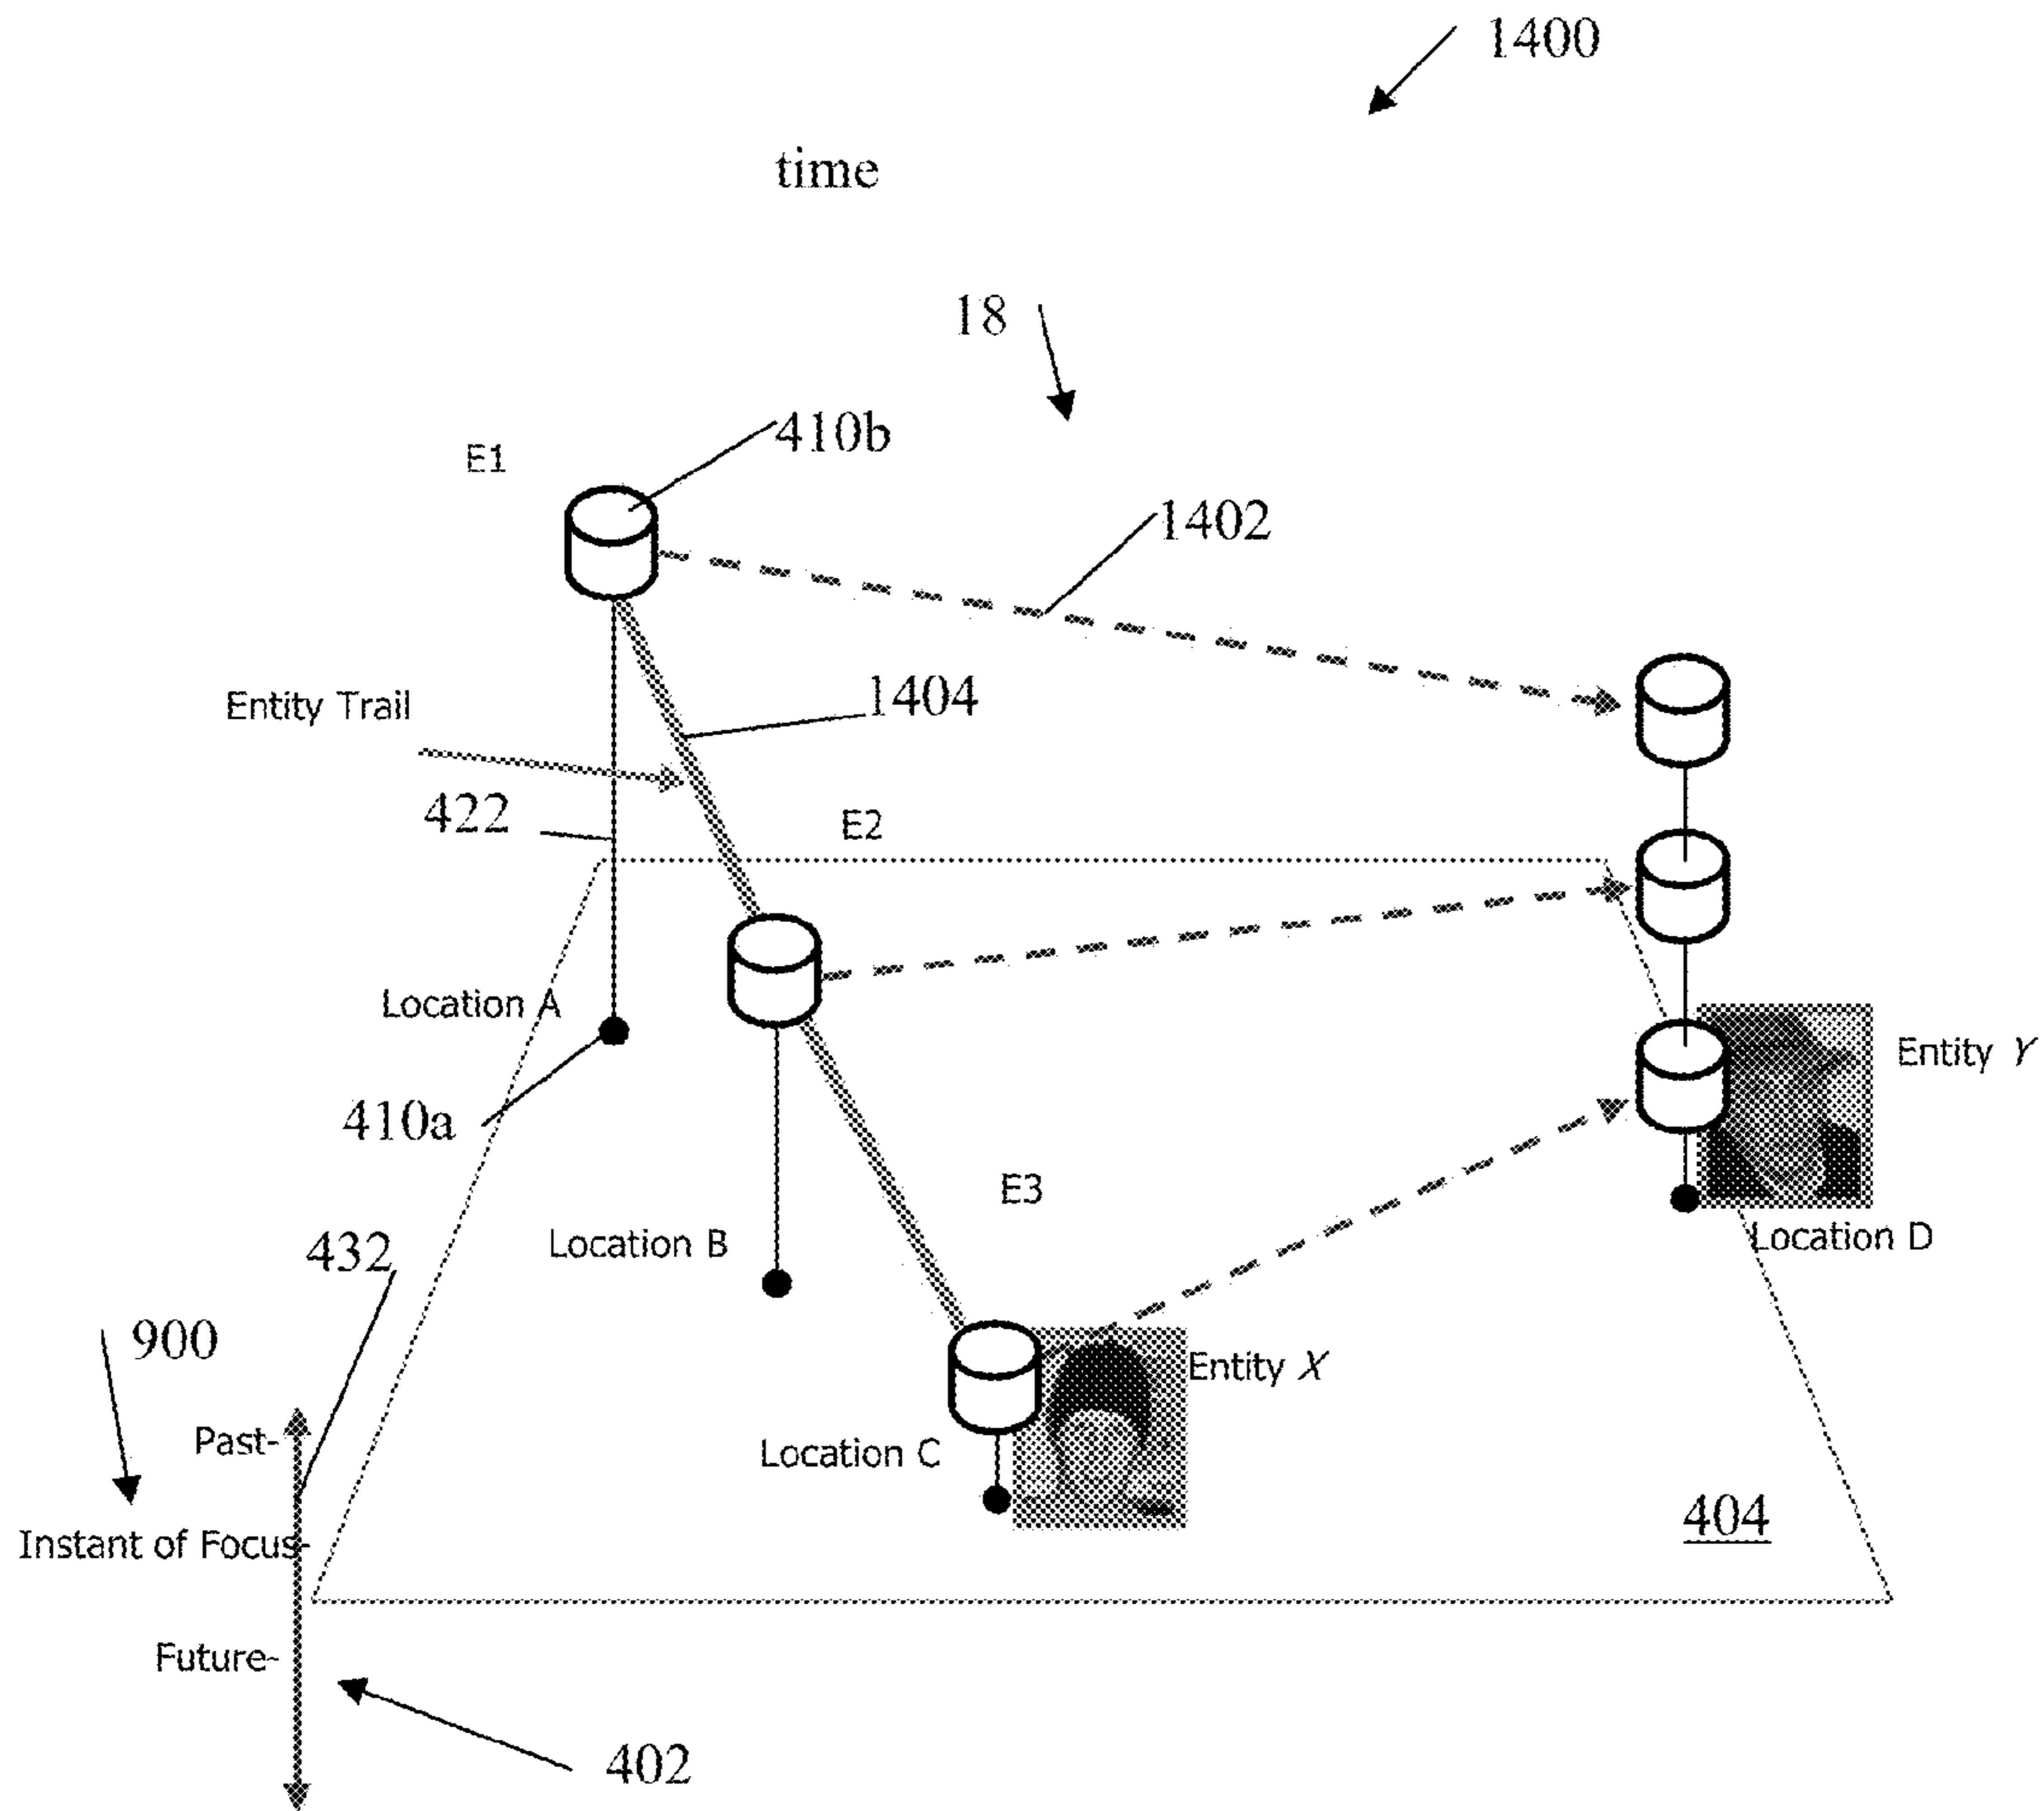 1400
time
18
E1
410b
1402
Entity Trail
1404
422
E2
Location A
410a
Entity Y
E3
Location B
Location D
432
900
Entity X
Past-
Location C
404
Instant of Focus-
Future-
402